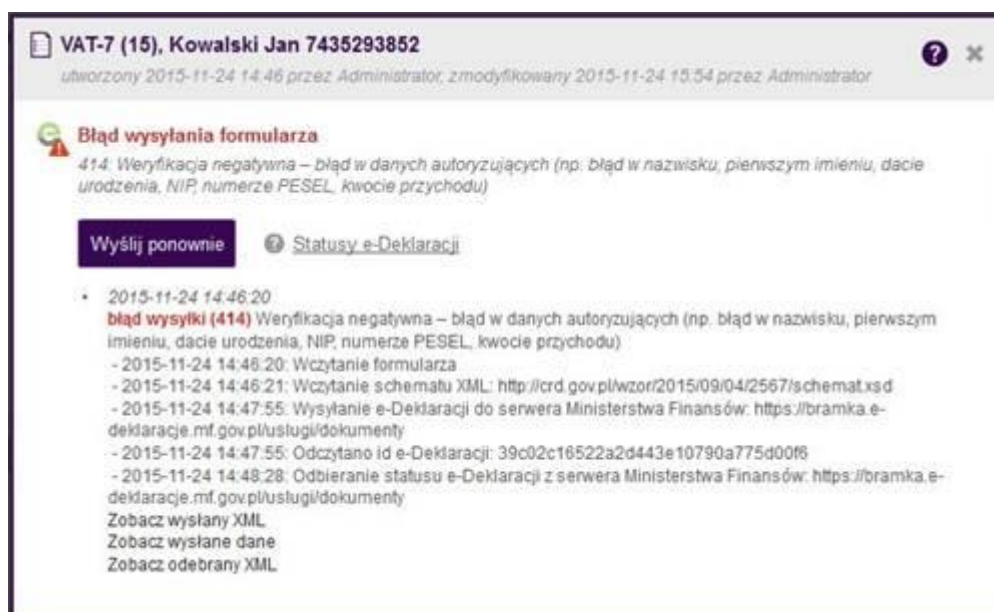 VAT-7 (15), Kowalski Jan 7435293852
utworzony 2015-11-24 14:46 przez Administrator, zmodyfikowany 2015-11-24 15:54 przez Administrator
Błąd wysyłania formularza
414: Weryfikacja negatywna – błąd w danych autoryzujących (np. błąd w nazwisku, pierwszym imieniu, dacie
urodzenia, NIP, numerze PESEL, kwocie przychodu)
Wyślij ponownie
Statusy e-Deklaracji
2015-11-24 14:46:20
błąd wysyłki (414) Weryfikacja negatywna – błąd w danych autoryzujących (np. błąd w nazwisku, pierwszym
imieniu, dacie urodzenia, NIP, numerze PESEL, kwocie przychodu)
- 2015-11-24 14:46:20: Wczytanie formularza
- 2015-11-24 14:46:21: Wczytanie schematu XML: http://crd.gov.pl/wzor/2015/09/04/2567/schemat.xsd
- 2015-11-24 14:47:55: Wysyłanie e-Deklaracji do serwera Ministerstwa Finansów: https://bramka.e-
deklaracje.mf.gov.pl/uslugi/dokumenty
- 2015-11-24 14:47:55: Odczytano id e-Deklaracji: 39c02c16522a2d443e10790a775d00f6
- 2015-11-24 14:48:28: Odbieranie statusu e-Deklaracji z serwera Ministerstwa Finansów: https://bramka.e-
deklaracje.mf.gov.pl/uslugi/dokumenty
Zobacz wysłany XML
Zobacz wysłane dane
Zobacz odebrany XML